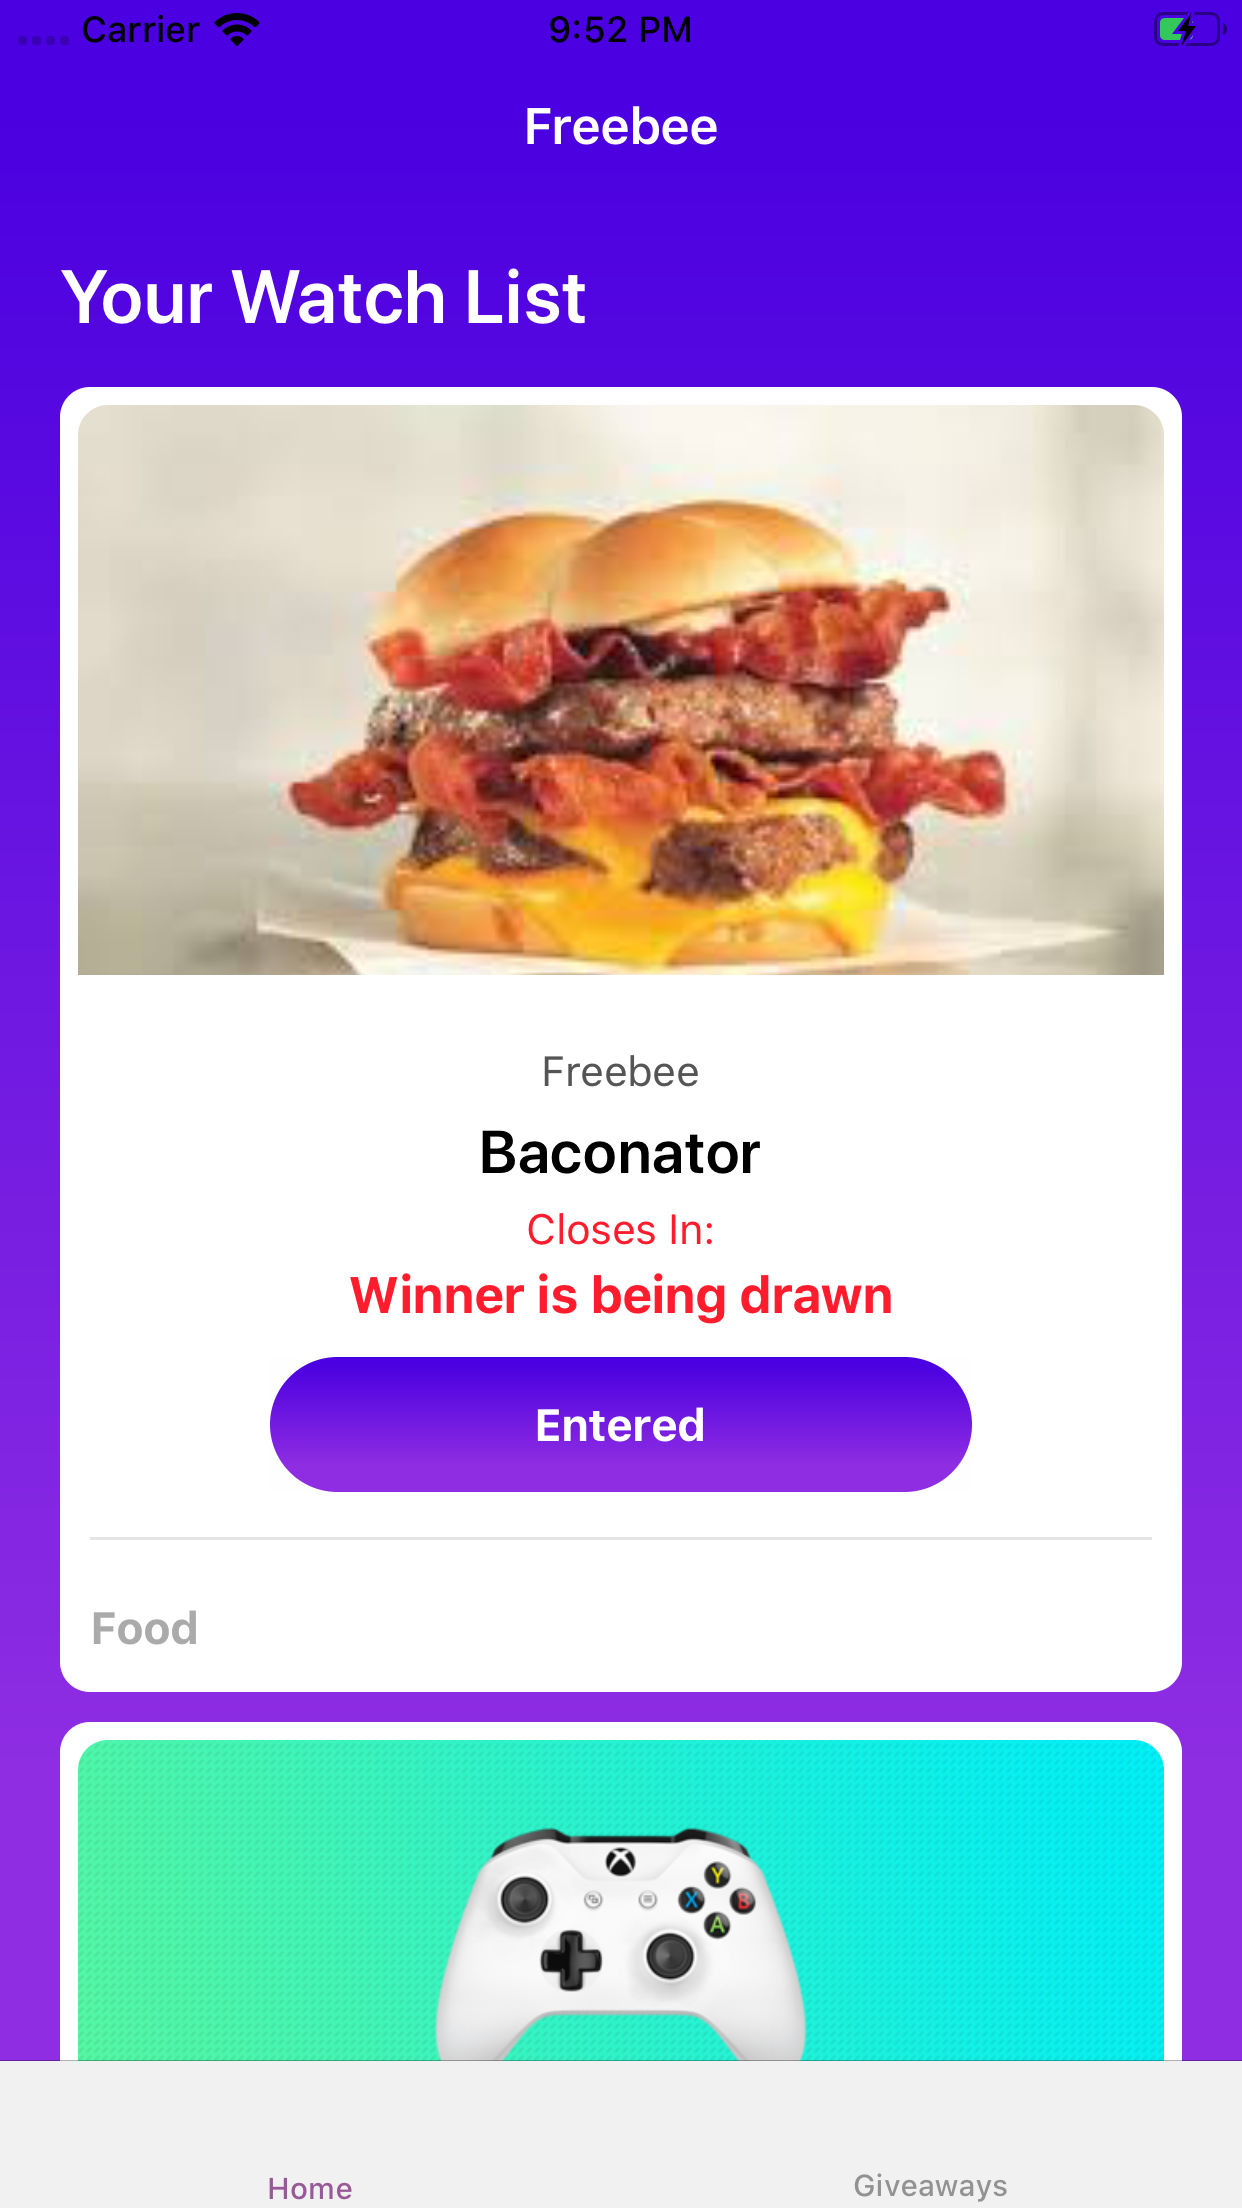 Carrier 9:52 PM
Freebee
Your Watch List
Freebee
Baconator
Closes In:
Winner is being drawn
Entered
Food
Y
X B
A
Home Giveaways